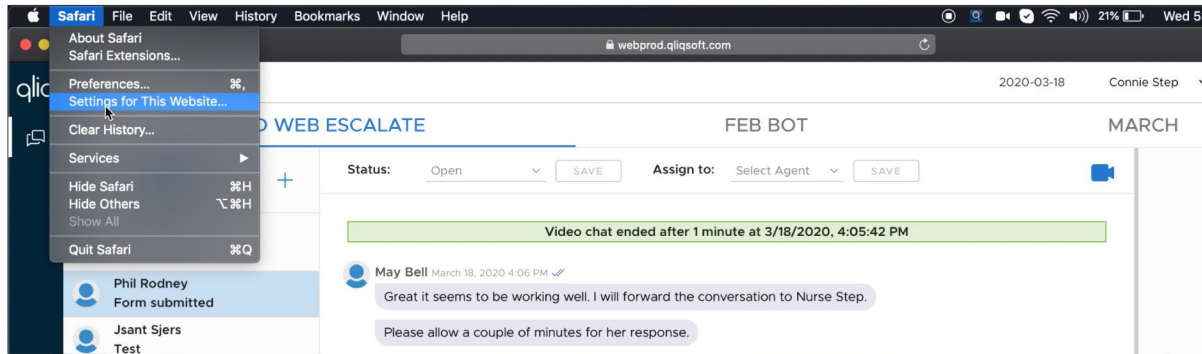 Safari File Edit View History Bookmarks Window Help 21% Wed 5
About Safari
Safari Extensions...
webprod.qliqsoft.com
Preferences... ⌘,
Settings for This Website...
Clear History...
Services
Hide Safari ⌘H
Hide Others ⌥⌘H
Show All
Quit Safari ⌘Q
2020-03-18 Connie Step
WEB ESCALATE FEB BOT MARCH
Status: Open SAVE Assign to: Select Agent SAVE
Video chat ended after 1 minute at 3/18/2020, 4:05:42 PM
Phil Rodney
Form submitted
Jsant Sjers
Test
May Bell March 18, 2020 4:06 PM
Great it seems to be working well. I will forward the conversation to Nurse Step.
Please allow a couple of minutes for her response.